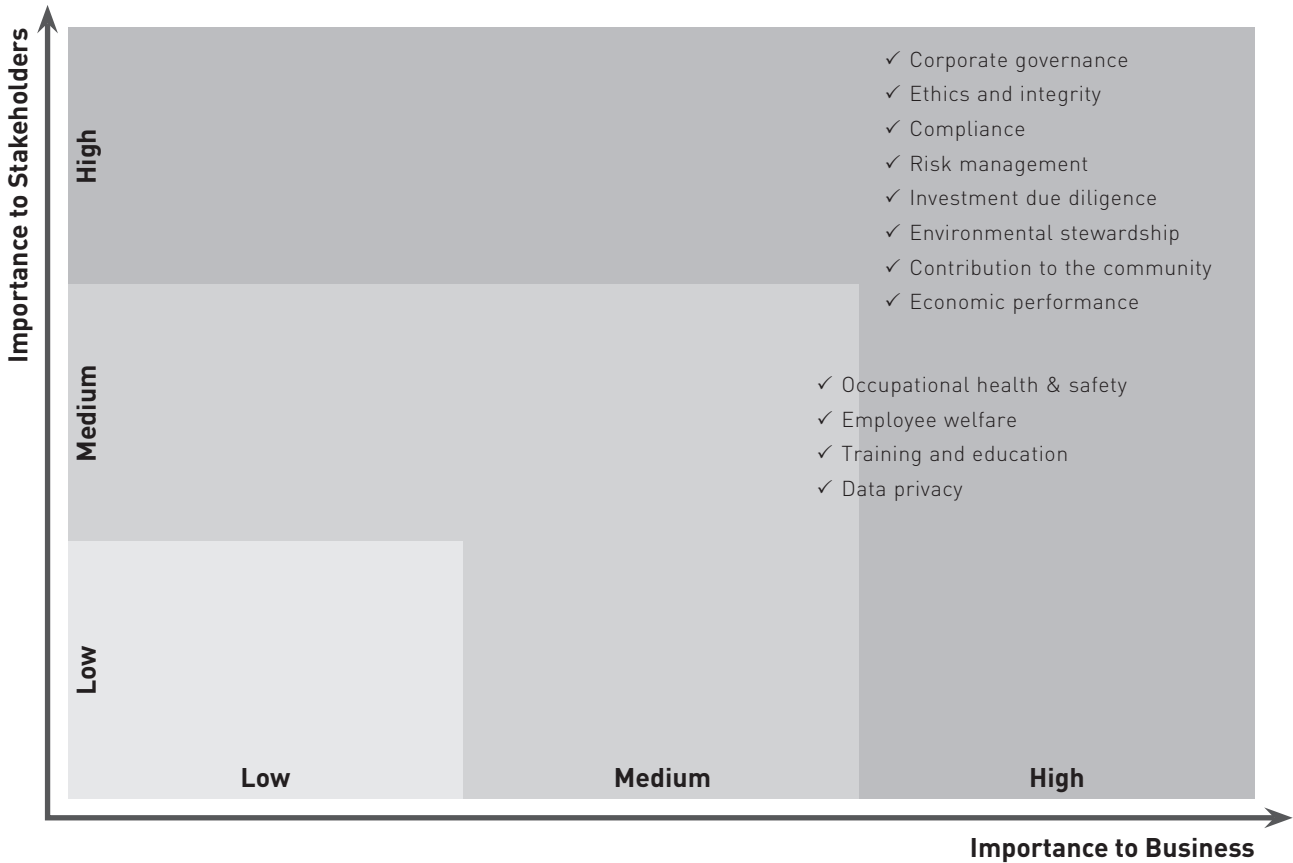 Importance to Stakeholders
High
✓ Corporate governance
✓ Ethics and integrity
✓ Compliance
✓ Risk management
✓ Investment due diligence
✓ Environmental stewardship
✓ Contribution to the community
✓ Economic performance
Medium
✓ Occupational health & safety
✓ Employee welfare
✓ Training and education
✓ Data privacy
Low
Low
Medium
High
Importance to Business